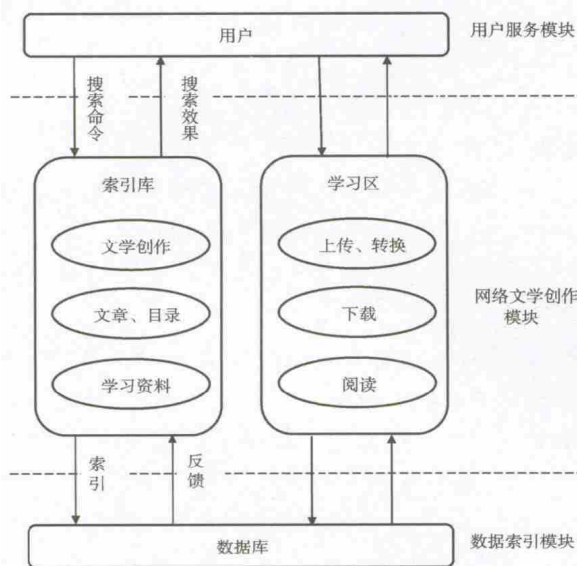 用户
用户服务模块
搜索命令
搜索效果
索引库
学习区
文学创作
上传、转换
文章、目录
下载
网络文学创作
模块
学习资料
阅读
索引
反馈
数据库
数据索引模块